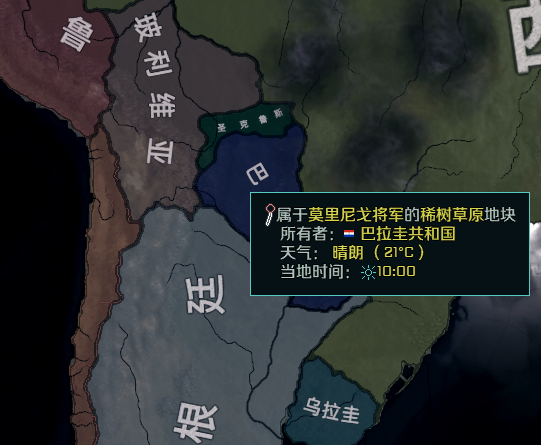 西
鲁
玻利维亚
圣克鲁斯
巴
属于莫里尼戈将军的稀树草原地块
所有者：巴拉圭共和国
天气：晴朗（21°C）
当地时间：10:00
廷
根
乌拉圭